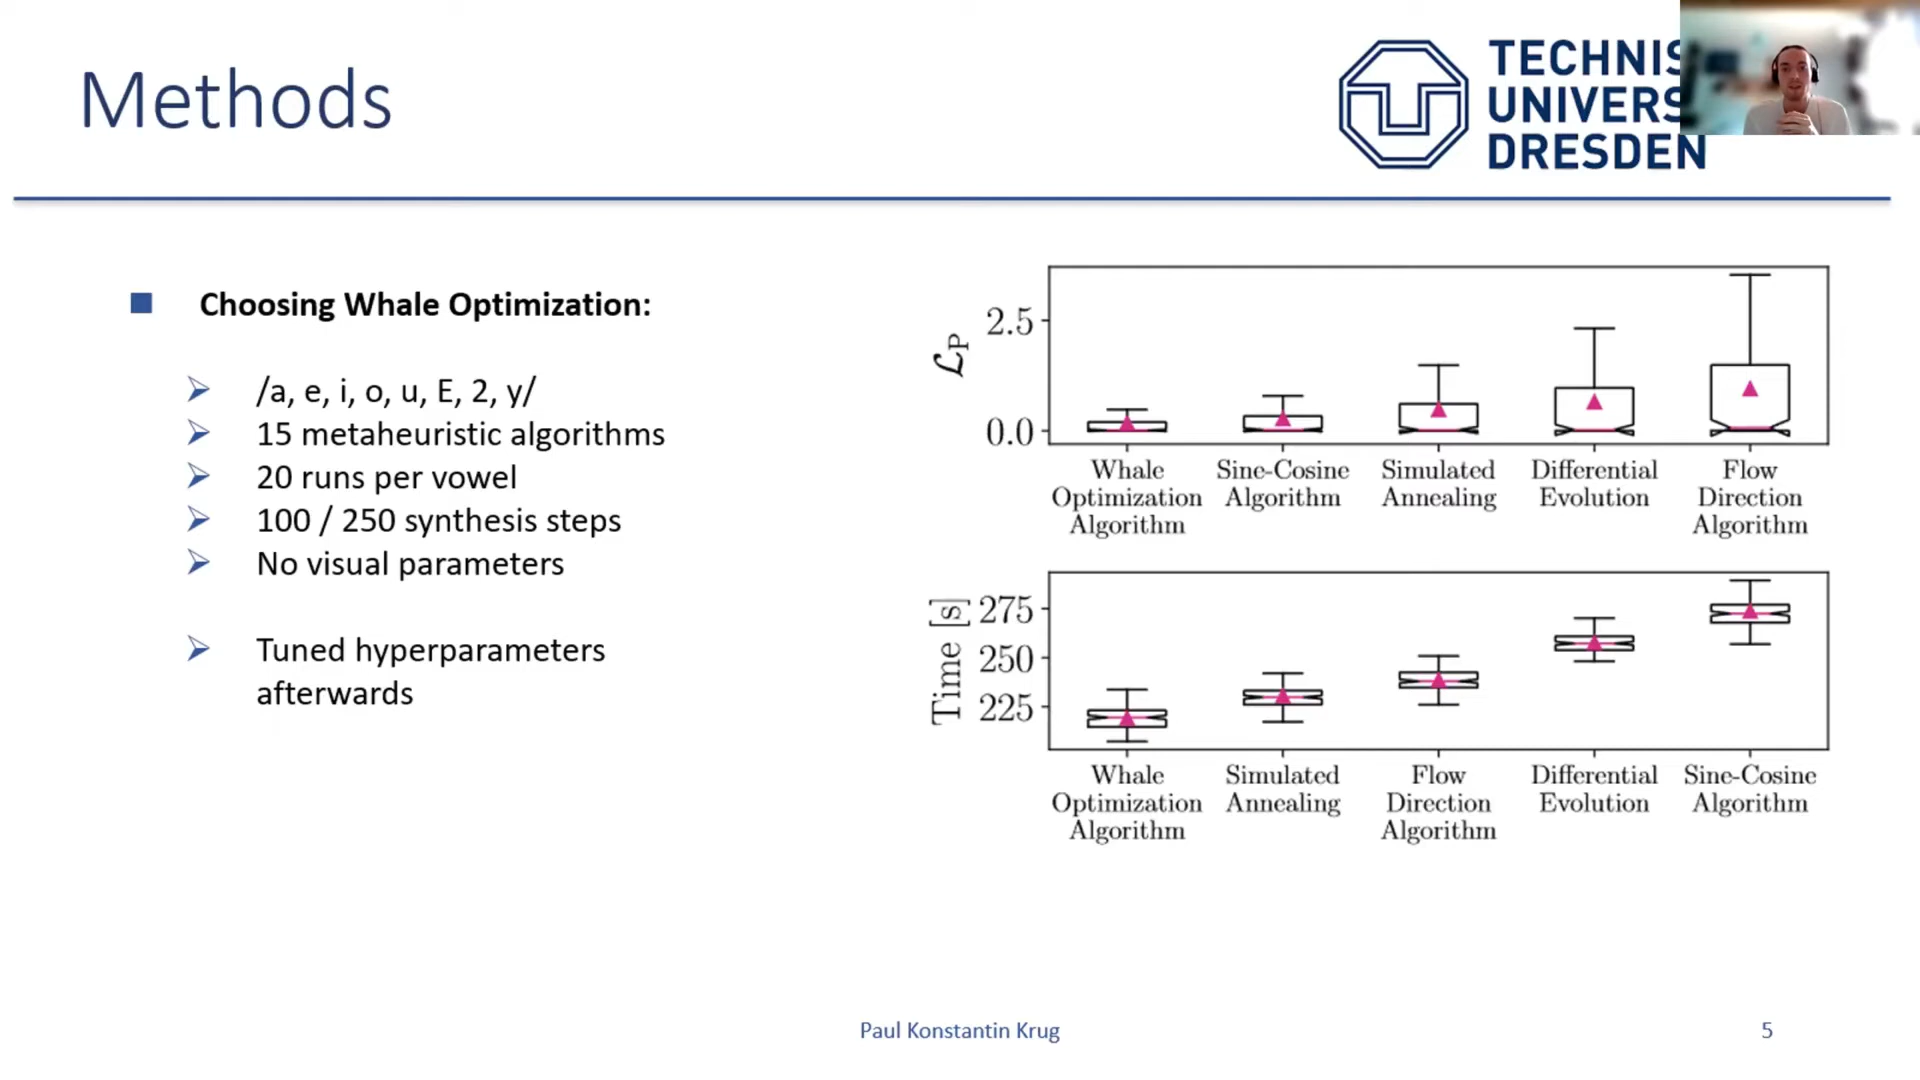 Methods
TECHNIS
UNIVERS
DRESDEN
Choosing Whale Optimization:
/a, e, i, o, u, E, 2, y/
15 metaheuristic algorithms
20 runs per vowel
100 / 250 synthesis steps
No visual parameters
Tuned hyperparameters
afterwards
ℒP
2.5
0.0
Whale
Optimization
Algorithm
Sine-Cosine
Algorithm
Simulated
Annealing
Differential
Evolution
Flow
Direction
Algorithm
Time [s]
275
250
225
Whale
Optimization
Algorithm
Simulated
Annealing
Flow
Direction
Algorithm
Differential
Evolution
Sine-Cosine
Algorithm
Paul Konstantin Krug
5